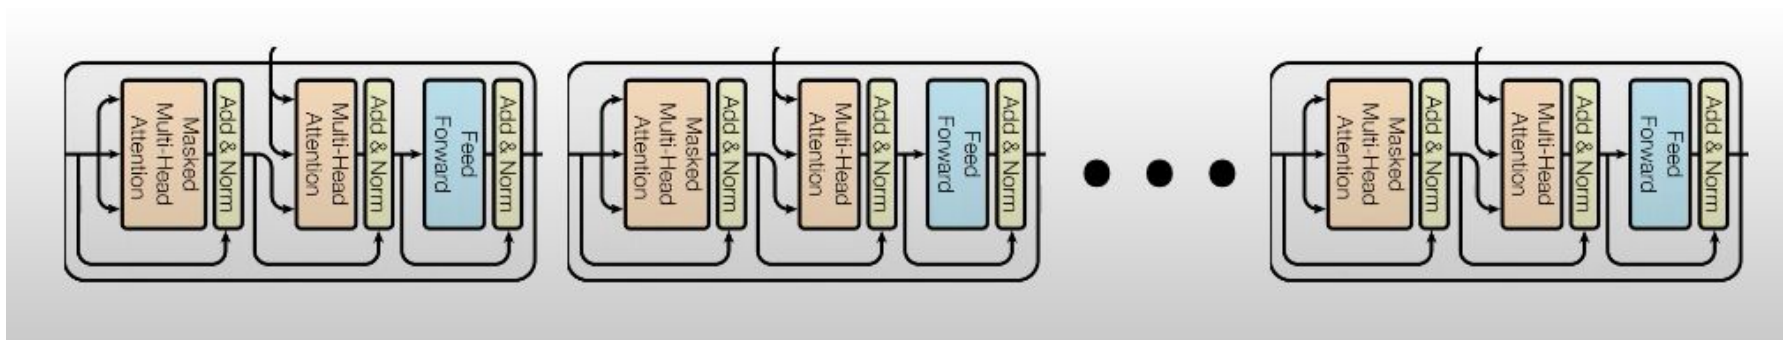 Masked
Multi-Head
Attention
Add & Norm
Multi-Head
Attention
Add & Norm
Feed
Forward
Add & Norm
Masked
Multi-Head
Attention
Add & Norm
Multi-Head
Attention
Add & Norm
Feed
Forward
Add & Norm
Masked
Multi-Head
Attention
Add & Norm
Multi-Head
Attention
Add & Norm
Feed
Forward
Add & Norm